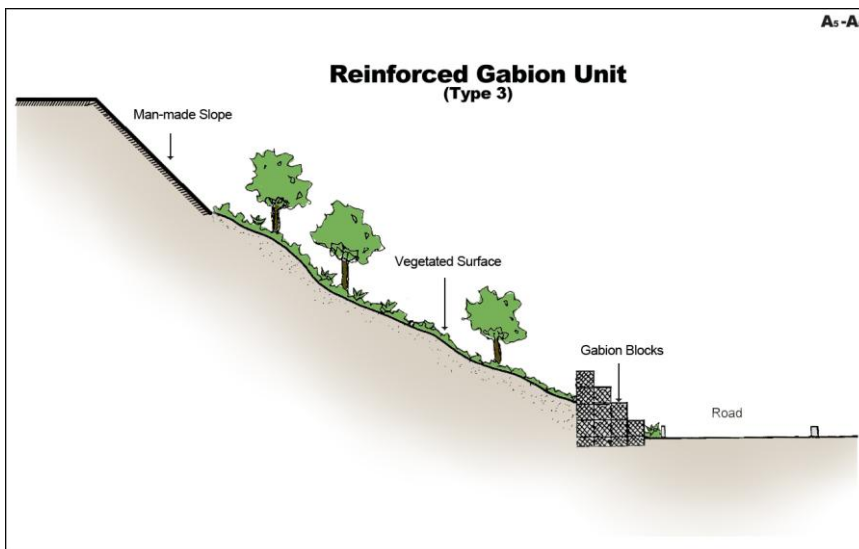 A5-A
Reinforced Gabion Unit
(Type 3)
Man-made Slope
Vegetated Surface
Gabion Blocks
Road